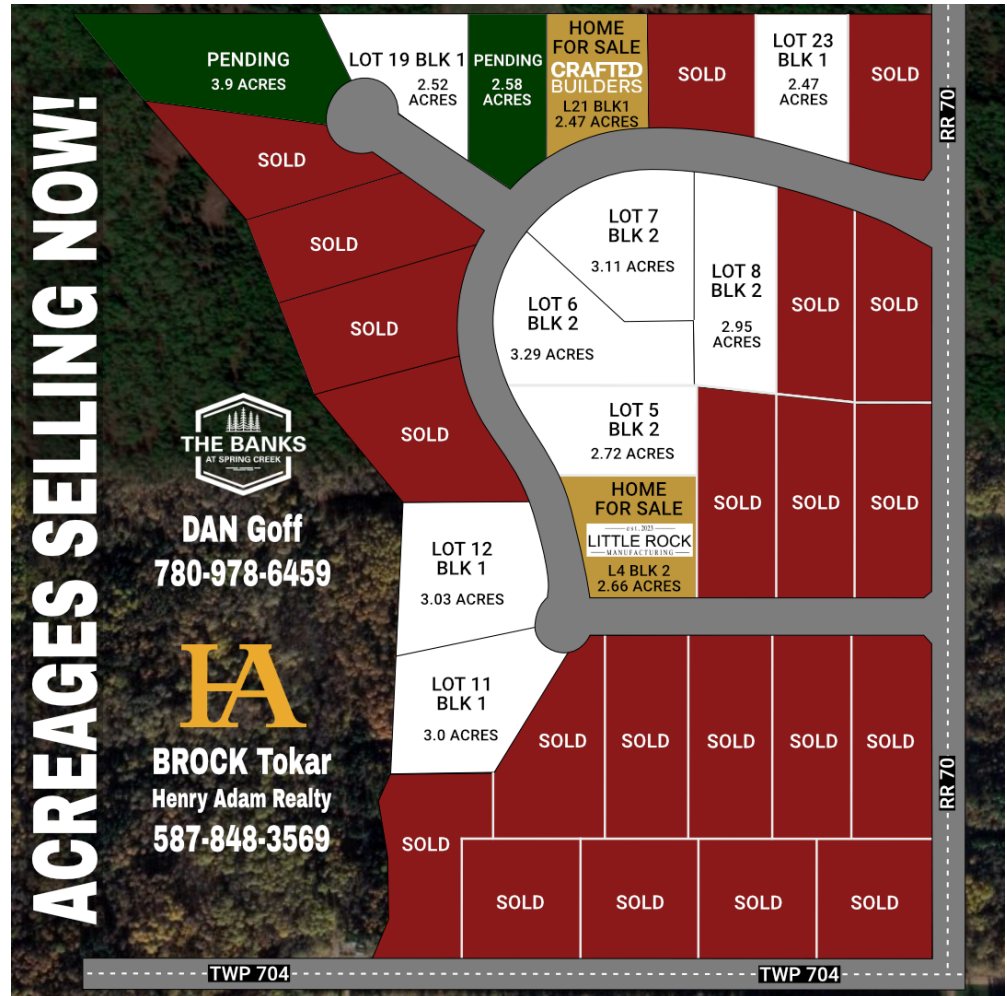 ACREAGES SELLING NOW!
PENDING
3.9 ACRES
LOT 19 BLK 1
2.52
ACRES
PENDING
2.58
ACRES
HOME
FOR SALE
CRAFTED
BUILDERS
L21 BLK1
2.47 ACRES
SOLD
LOT 23
BLK 1
2.47
ACRES
SOLD
RR 70
SOLD
SOLD
SOLD
SOLD
LOT 7
BLK 2
3.11 ACRES
LOT 6
BLK 2
3.29 ACRES
LOT 8
BLK 2
2.95
ACRES
SOLD
SOLD
LOT 5
BLK 2
2.72 ACRES
HOME
FOR SALE
est. 2023
LITTLE ROCK
MANUFACTURING
L4 BLK 2
2.66 ACRES
SOLD
SOLD
SOLD
THE BANKS
AT SPRING CREEK
DAN Goff
780-978-6459
LOT 12
BLK 1
3.03 ACRES
LOT 11
BLK 1
3.0 ACRES
HA
BROCK Tokar
Henry Adam Realty
587-848-3569
SOLD
SOLD
SOLD
SOLD
SOLD
RR 70
SOLD
SOLD
SOLD
SOLD
SOLD
TWP 704
TWP 704